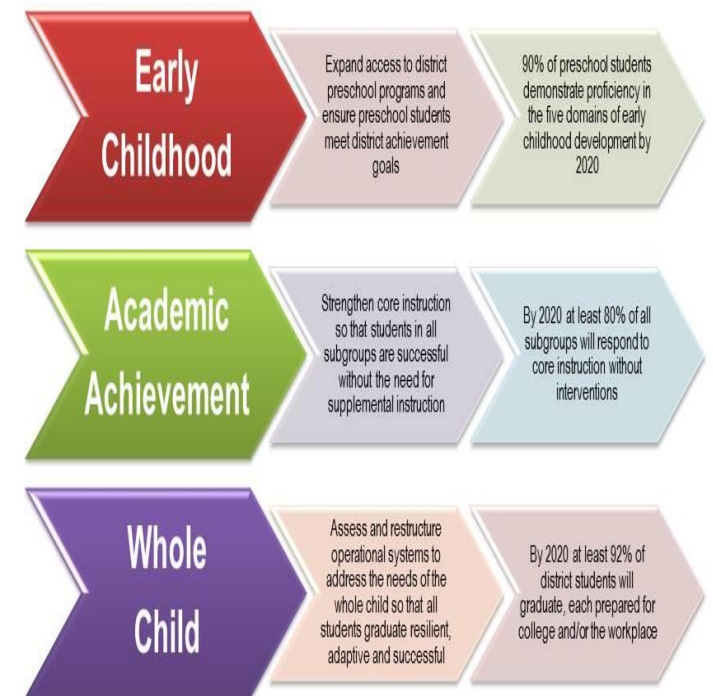 Early
Childhood
Expand access to district
preschool programs and
ensure preschool students
meet district achievement
goals
90% of preschool students
demonstrate proficiency in
the five domains of early
childhood development by
2020
Academic
Achievement
Strengthen core instruction
so that students in all
subgroups are successful
without the need for
supplemental instruction
By 2020 at least 80% of all
subgroups will respond to
core instruction without
interventions
Whole
Child
Assess and restructure
operational systems to
address the needs of the
whole child so that all
students graduate resilient,
adaptive and successful
By 2020 at least 92% of
district students will
graduate, each prepared for
college and/or the workplace